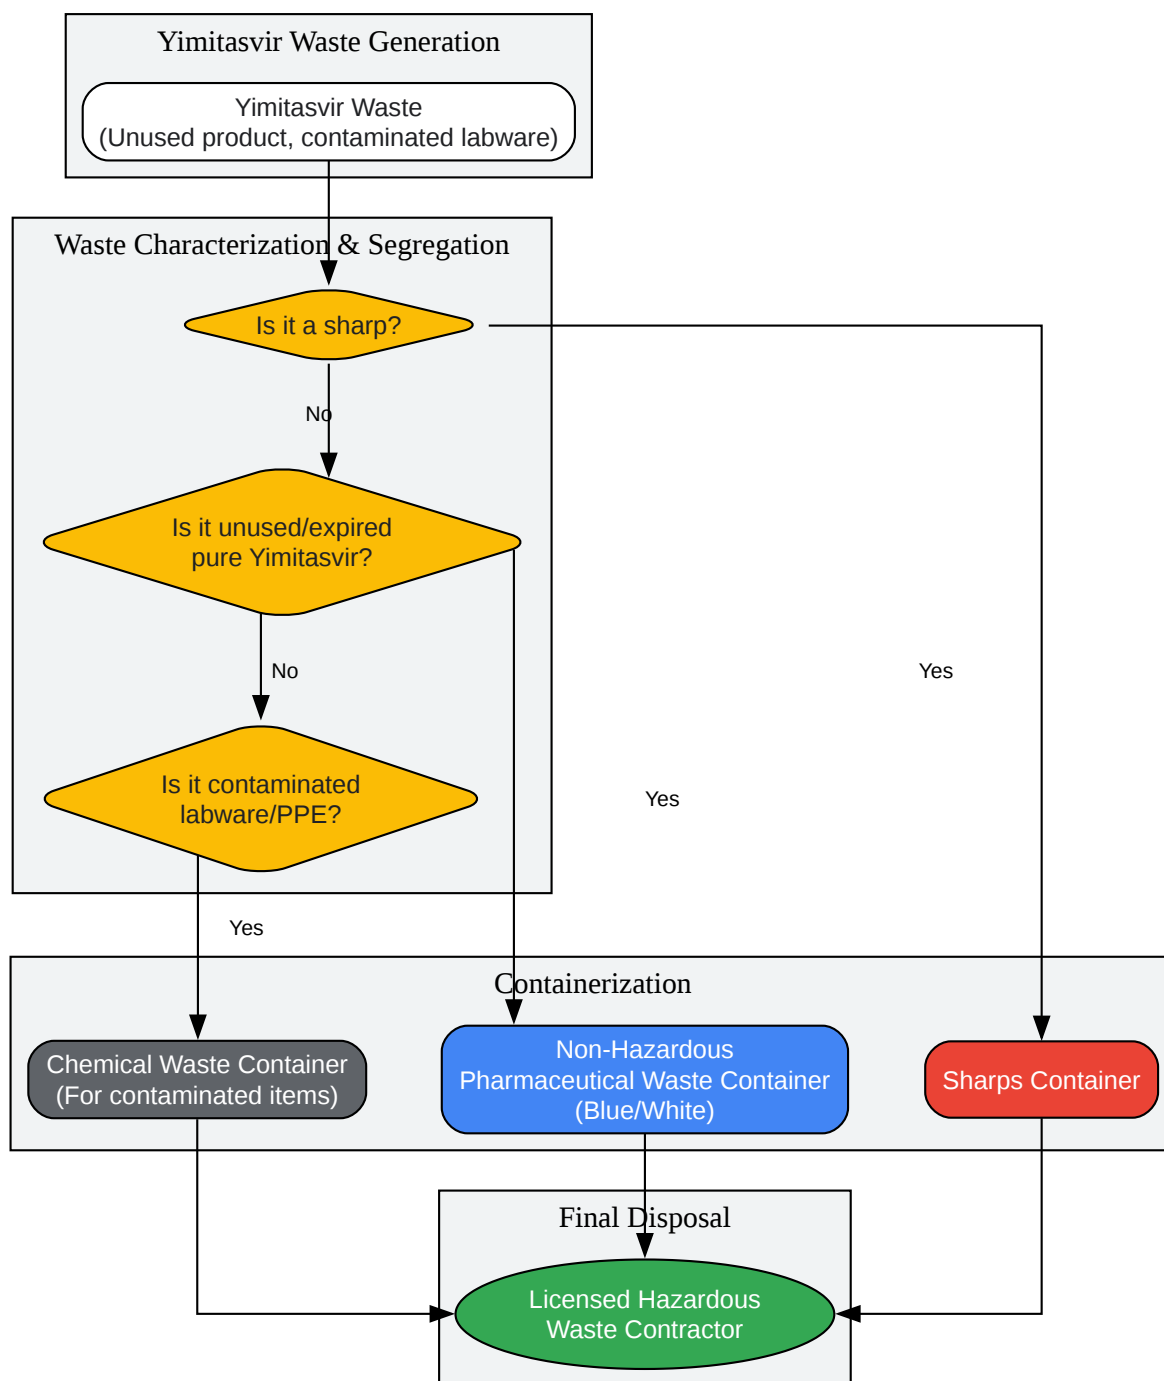 Yimitasvir Waste Generation
Yimitasvir Waste
(Unused product, contaminated labware)
Waste Characterization & Segregation
Is it a sharp?
No
Is it unused/expired
pure Yimitasvir?
No
Yes
Is it contaminated
labware/PPE?
Yes
Yes
Containerization
Chemical Waste Container
(For contaminated items)
Non-Hazardous
Pharmaceutical Waste Container
(Blue/White)
Sharps Container
Final Disposal
Licensed Hazardous
Waste Contractor